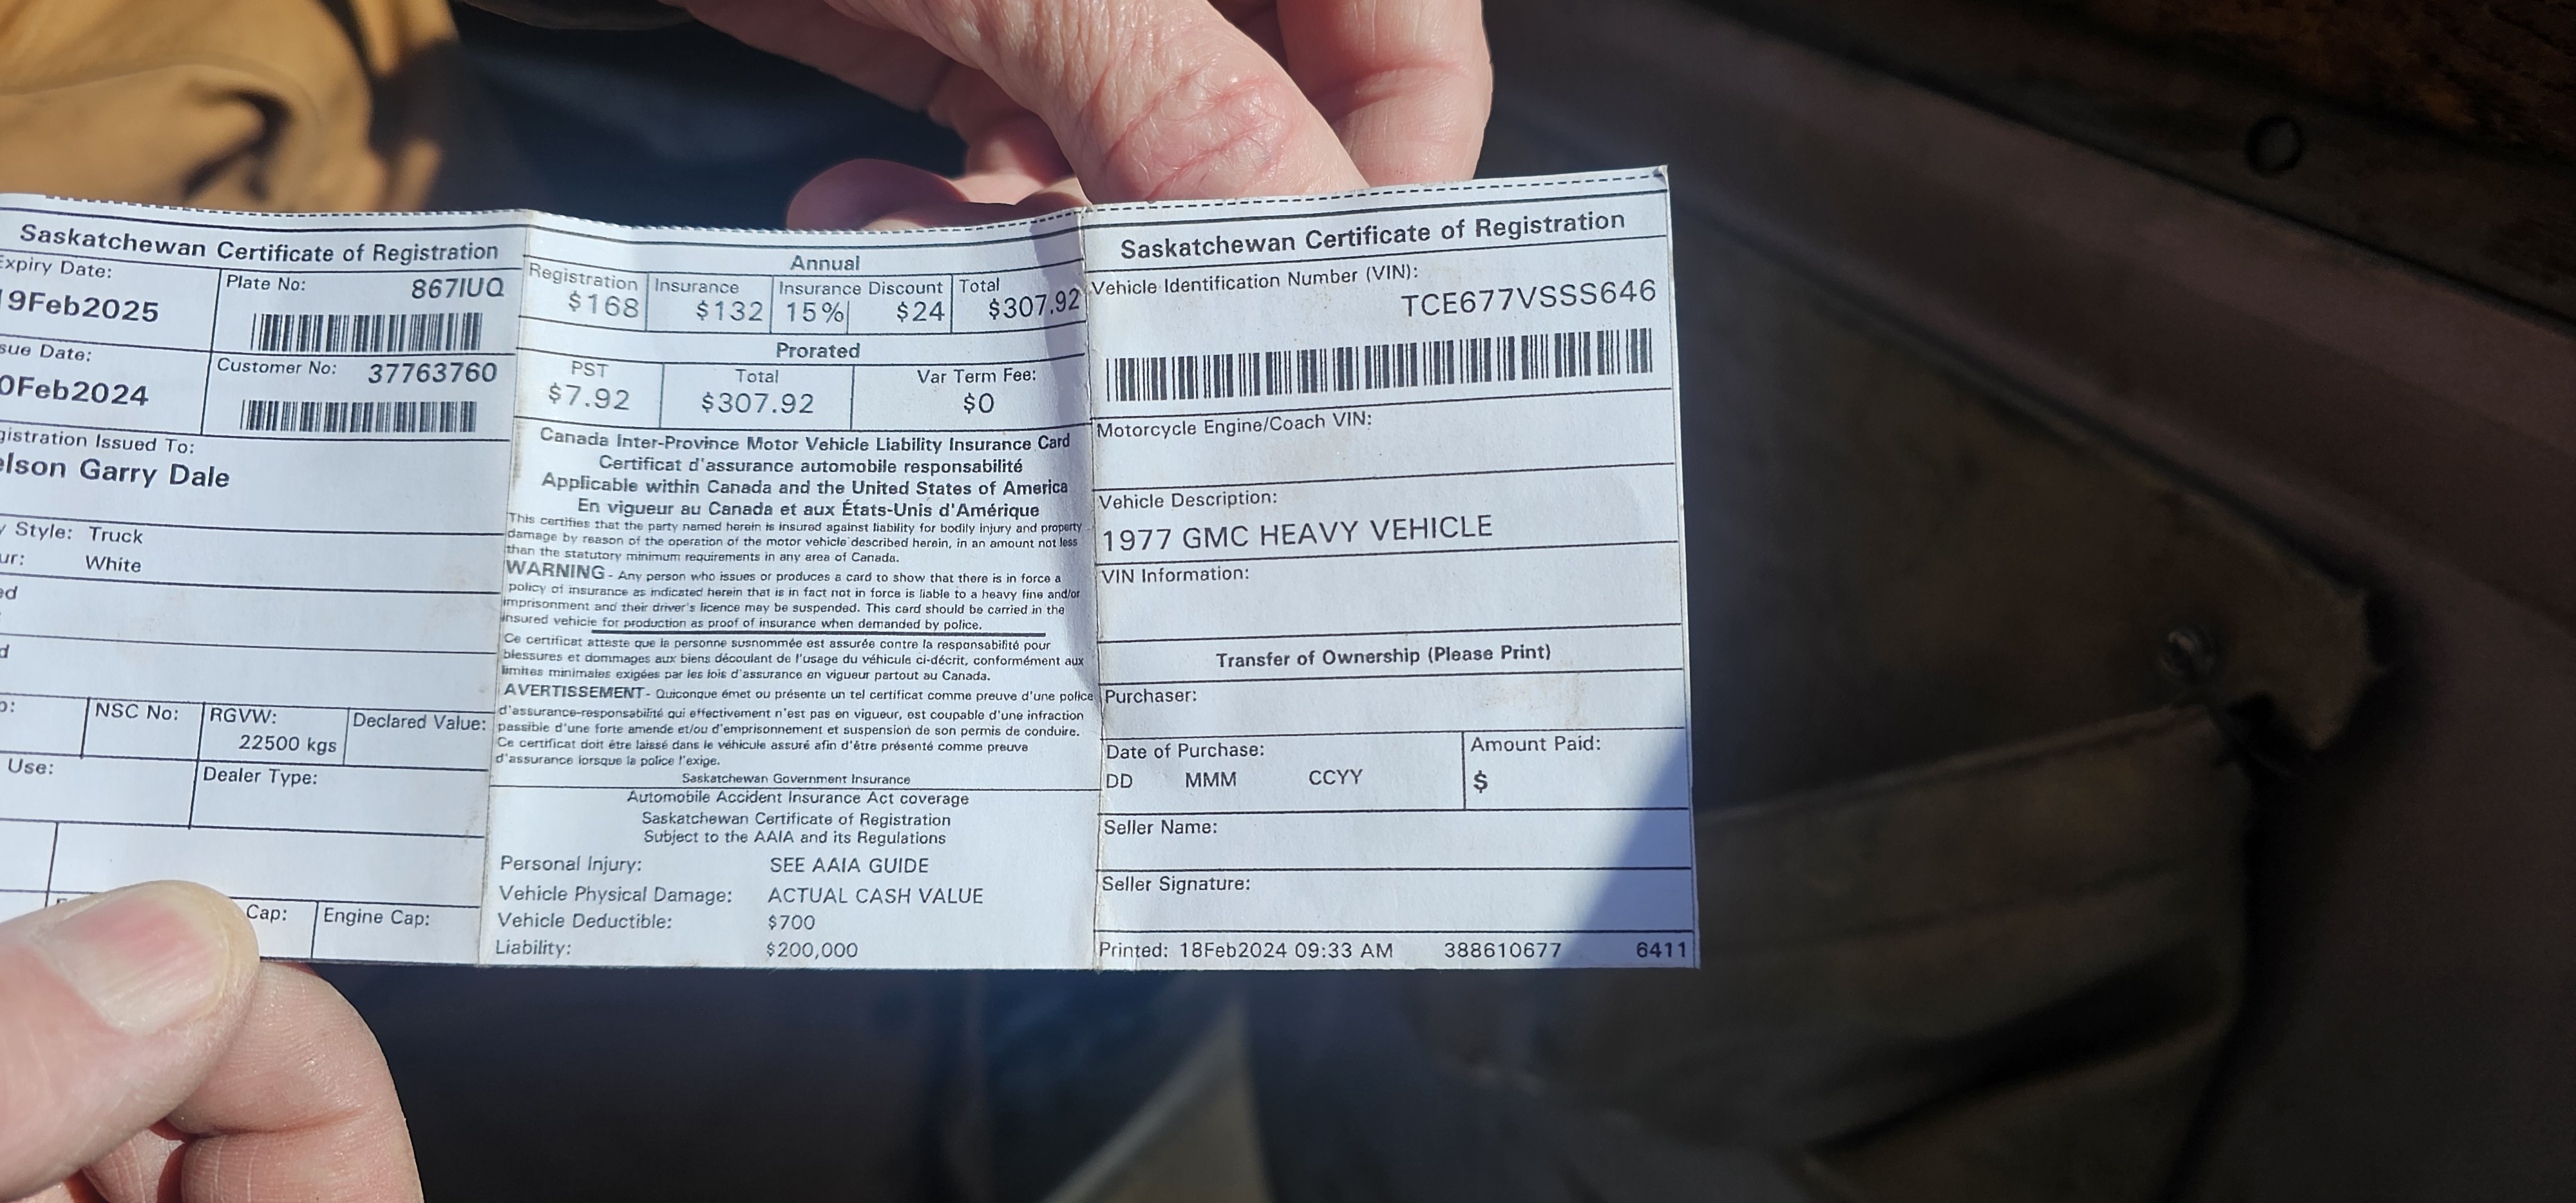 Saskatchewan Certificate of Registration
Expiry Date:
19Feb2025
Plate No:
867IUQ
sue Date:
0Feb2024
Customer No: 37763760
gistration Issued To:
elson Garry Dale
y Style: Truck
ur: White
ed
d
o:
NSC No:
RGVW:
22500 kgs
Declared Value:
Use:
Dealer Type:
Cap:
Engine Cap:
Annual
Registration
$168
Insurance
$132
Insurance Discount
15% $24
Total
$307.92
Prorated
PST
$7.92
Total
$307.92
Var Term Fee:
$0
Canada Inter-Province Motor Vehicle Liability Insurance Card
Certificat d'assurance automobile responsabilité
Applicable within Canada and the United States of America
En vigueur au Canada et aux États-Unis d'Amérique
This certifies that the party named herein is insured against liability for bodily injury and property
damage by reason of the operation of the motor vehicle described herein, in an amount not less
than the statutory minimum requirements in any area of Canada.
WARNING - Any person who issues or produces a card to show that there is in force a
policy of insurance as indicated herein that is in fact not in force is liable to a heavy fine and/or
imprisonment and their driver's licence may be suspended. This card should be carried in the
insured vehicle for production as proof of insurance when demanded by police.
Ce certificat atteste que la personne susnommée est assurée contre la responsabilité pour
blessures et dommages aux biens découlant de l'usage du véhicule ci-décrit, conformément aux
limites minimales exigées par les lois d'assurance en vigueur partout au Canada.
AVERTISSEMENT - Quiconque émet ou présente un tel certificat comme preuve d'une police
d'assurance-responsabilité qui effectivement n'est pas en vigueur, est coupable d'une infraction
passible d'une forte amende et/ou d'emprisonnement et suspension de son permis de conduire.
Ce certificat doit être laissé dans le véhicule assuré afin d'être présenté comme preuve
d'assurance lorsque la police l'exige.
Saskatchewan Government Insurance
Automobile Accident Insurance Act coverage
Saskatchewan Certificate of Registration
Subject to the AAIA and its Regulations
Personal Injury: SEE AAIA GUIDE
Vehicle Physical Damage: ACTUAL CASH VALUE
Vehicle Deductible: $700
Liability: $200,000
Saskatchewan Certificate of Registration
Vehicle Identification Number (VIN):
TCE677VSSS646
Motorcycle Engine/Coach VIN:
Vehicle Description:
1977 GMC HEAVY VEHICLE
VIN Information:
Transfer of Ownership (Please Print)
Purchaser:
Date of Purchase:
DD MMM CCYY
Amount Paid:
$
Seller Name:
Seller Signature:
Printed: 18Feb2024 09:33 AM 388610677 6411